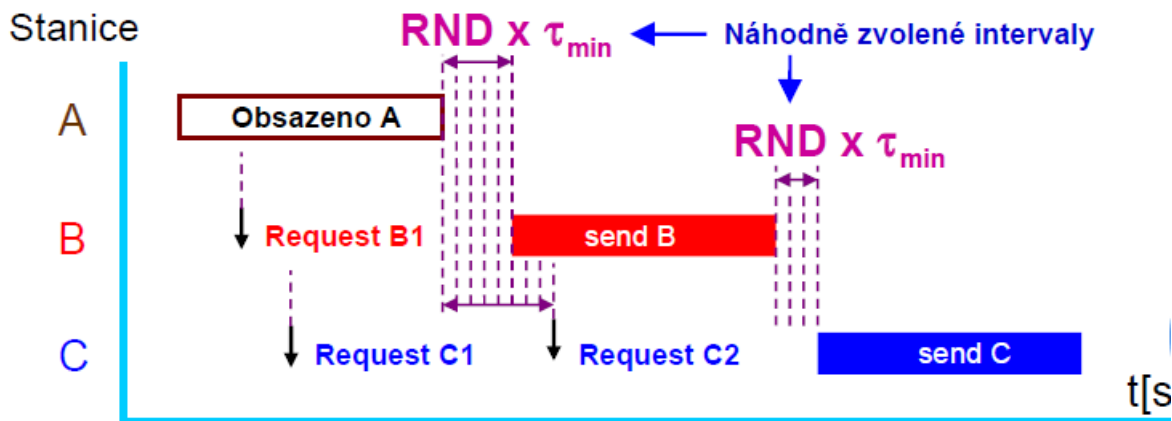 Stanice
RND x τmin
Náhodně zvolené intervaly
A
Obsazeno A
RND x τmin
B
Request B1
send B
C
Request C1
Request C2
send C
t[s